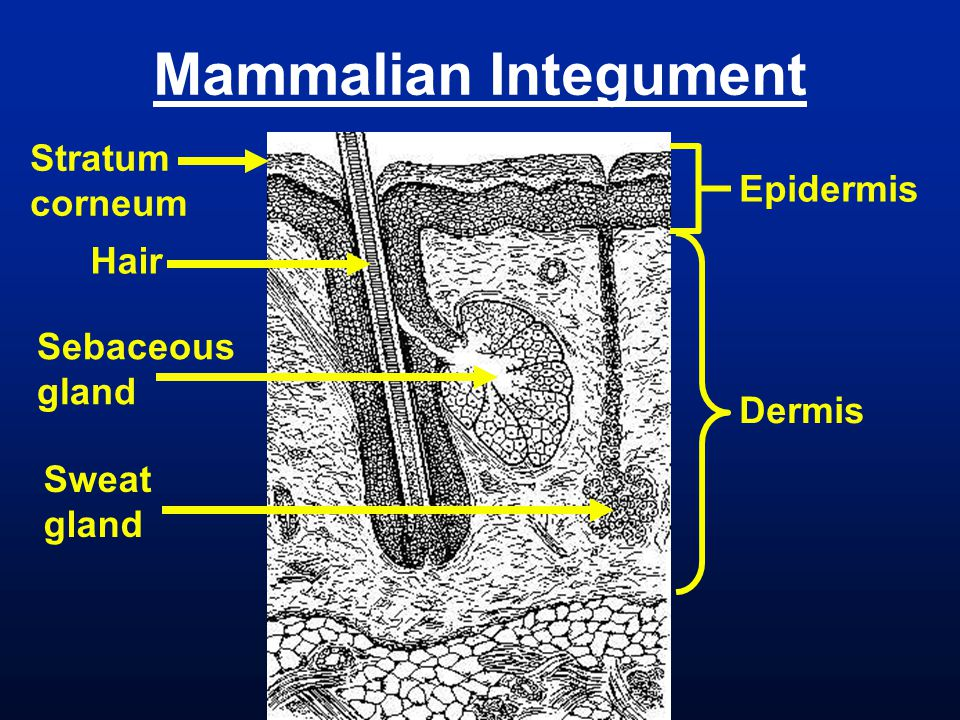 Mammalian Integument
Stratum
corneum
Hair
Sebaceous
gland
Sweat
gland
Epidermis
Dermis